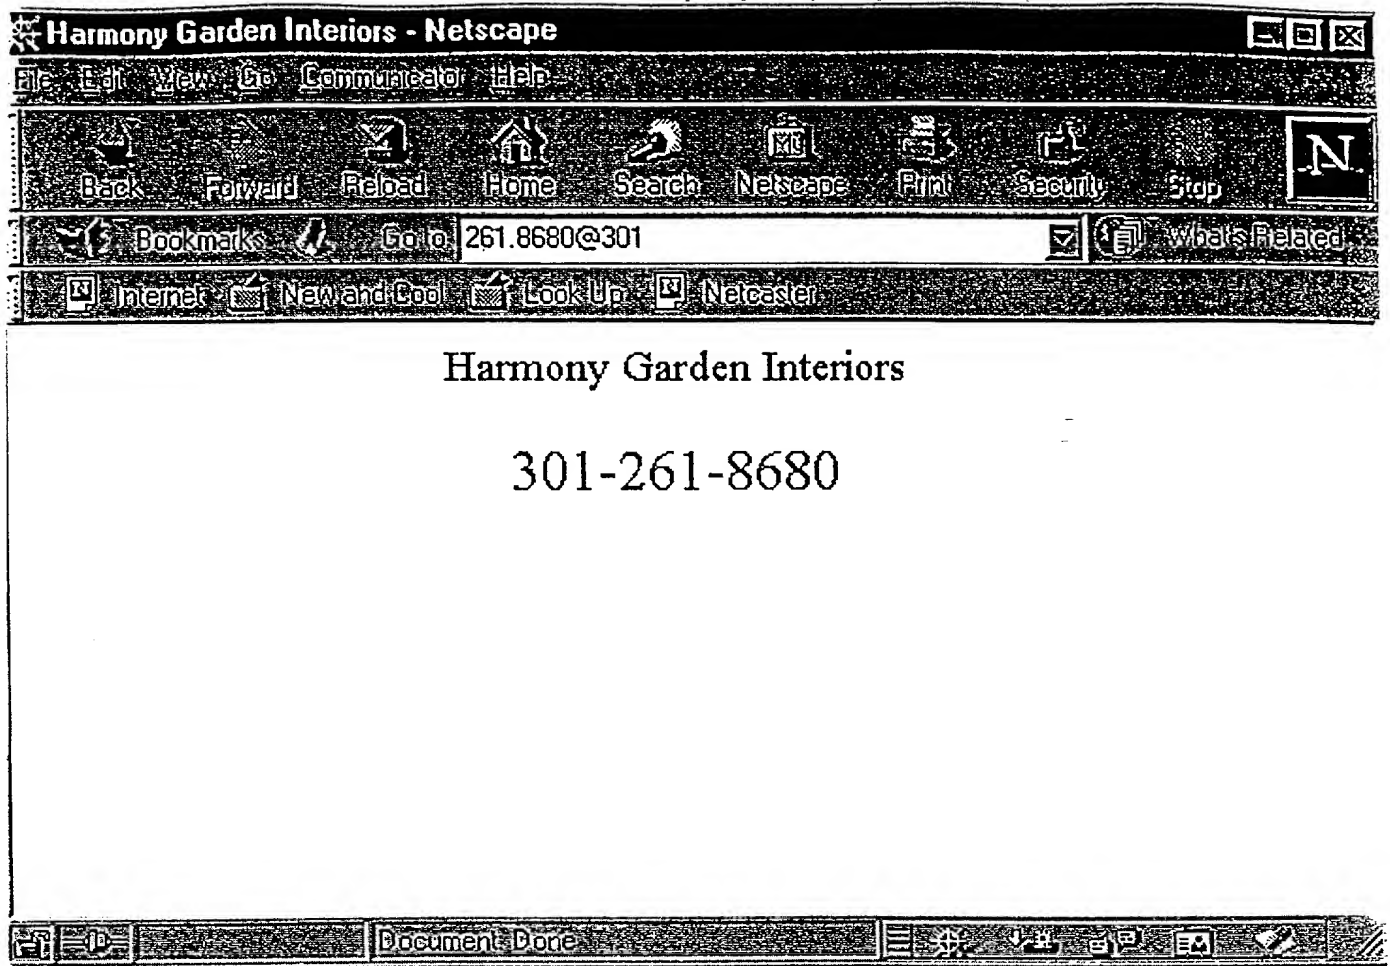 Harmony Garden Interiors - Netscape
File Edit View Go Communicator Help
Back Forward Reload Home Search Netscape Print Security Stop N
Bookmarks Go to 261.8680@301 What's Related
Internet New and Cool Look Up Netcaster
Harmony Garden Interiors
301-261-8680
Document: Done